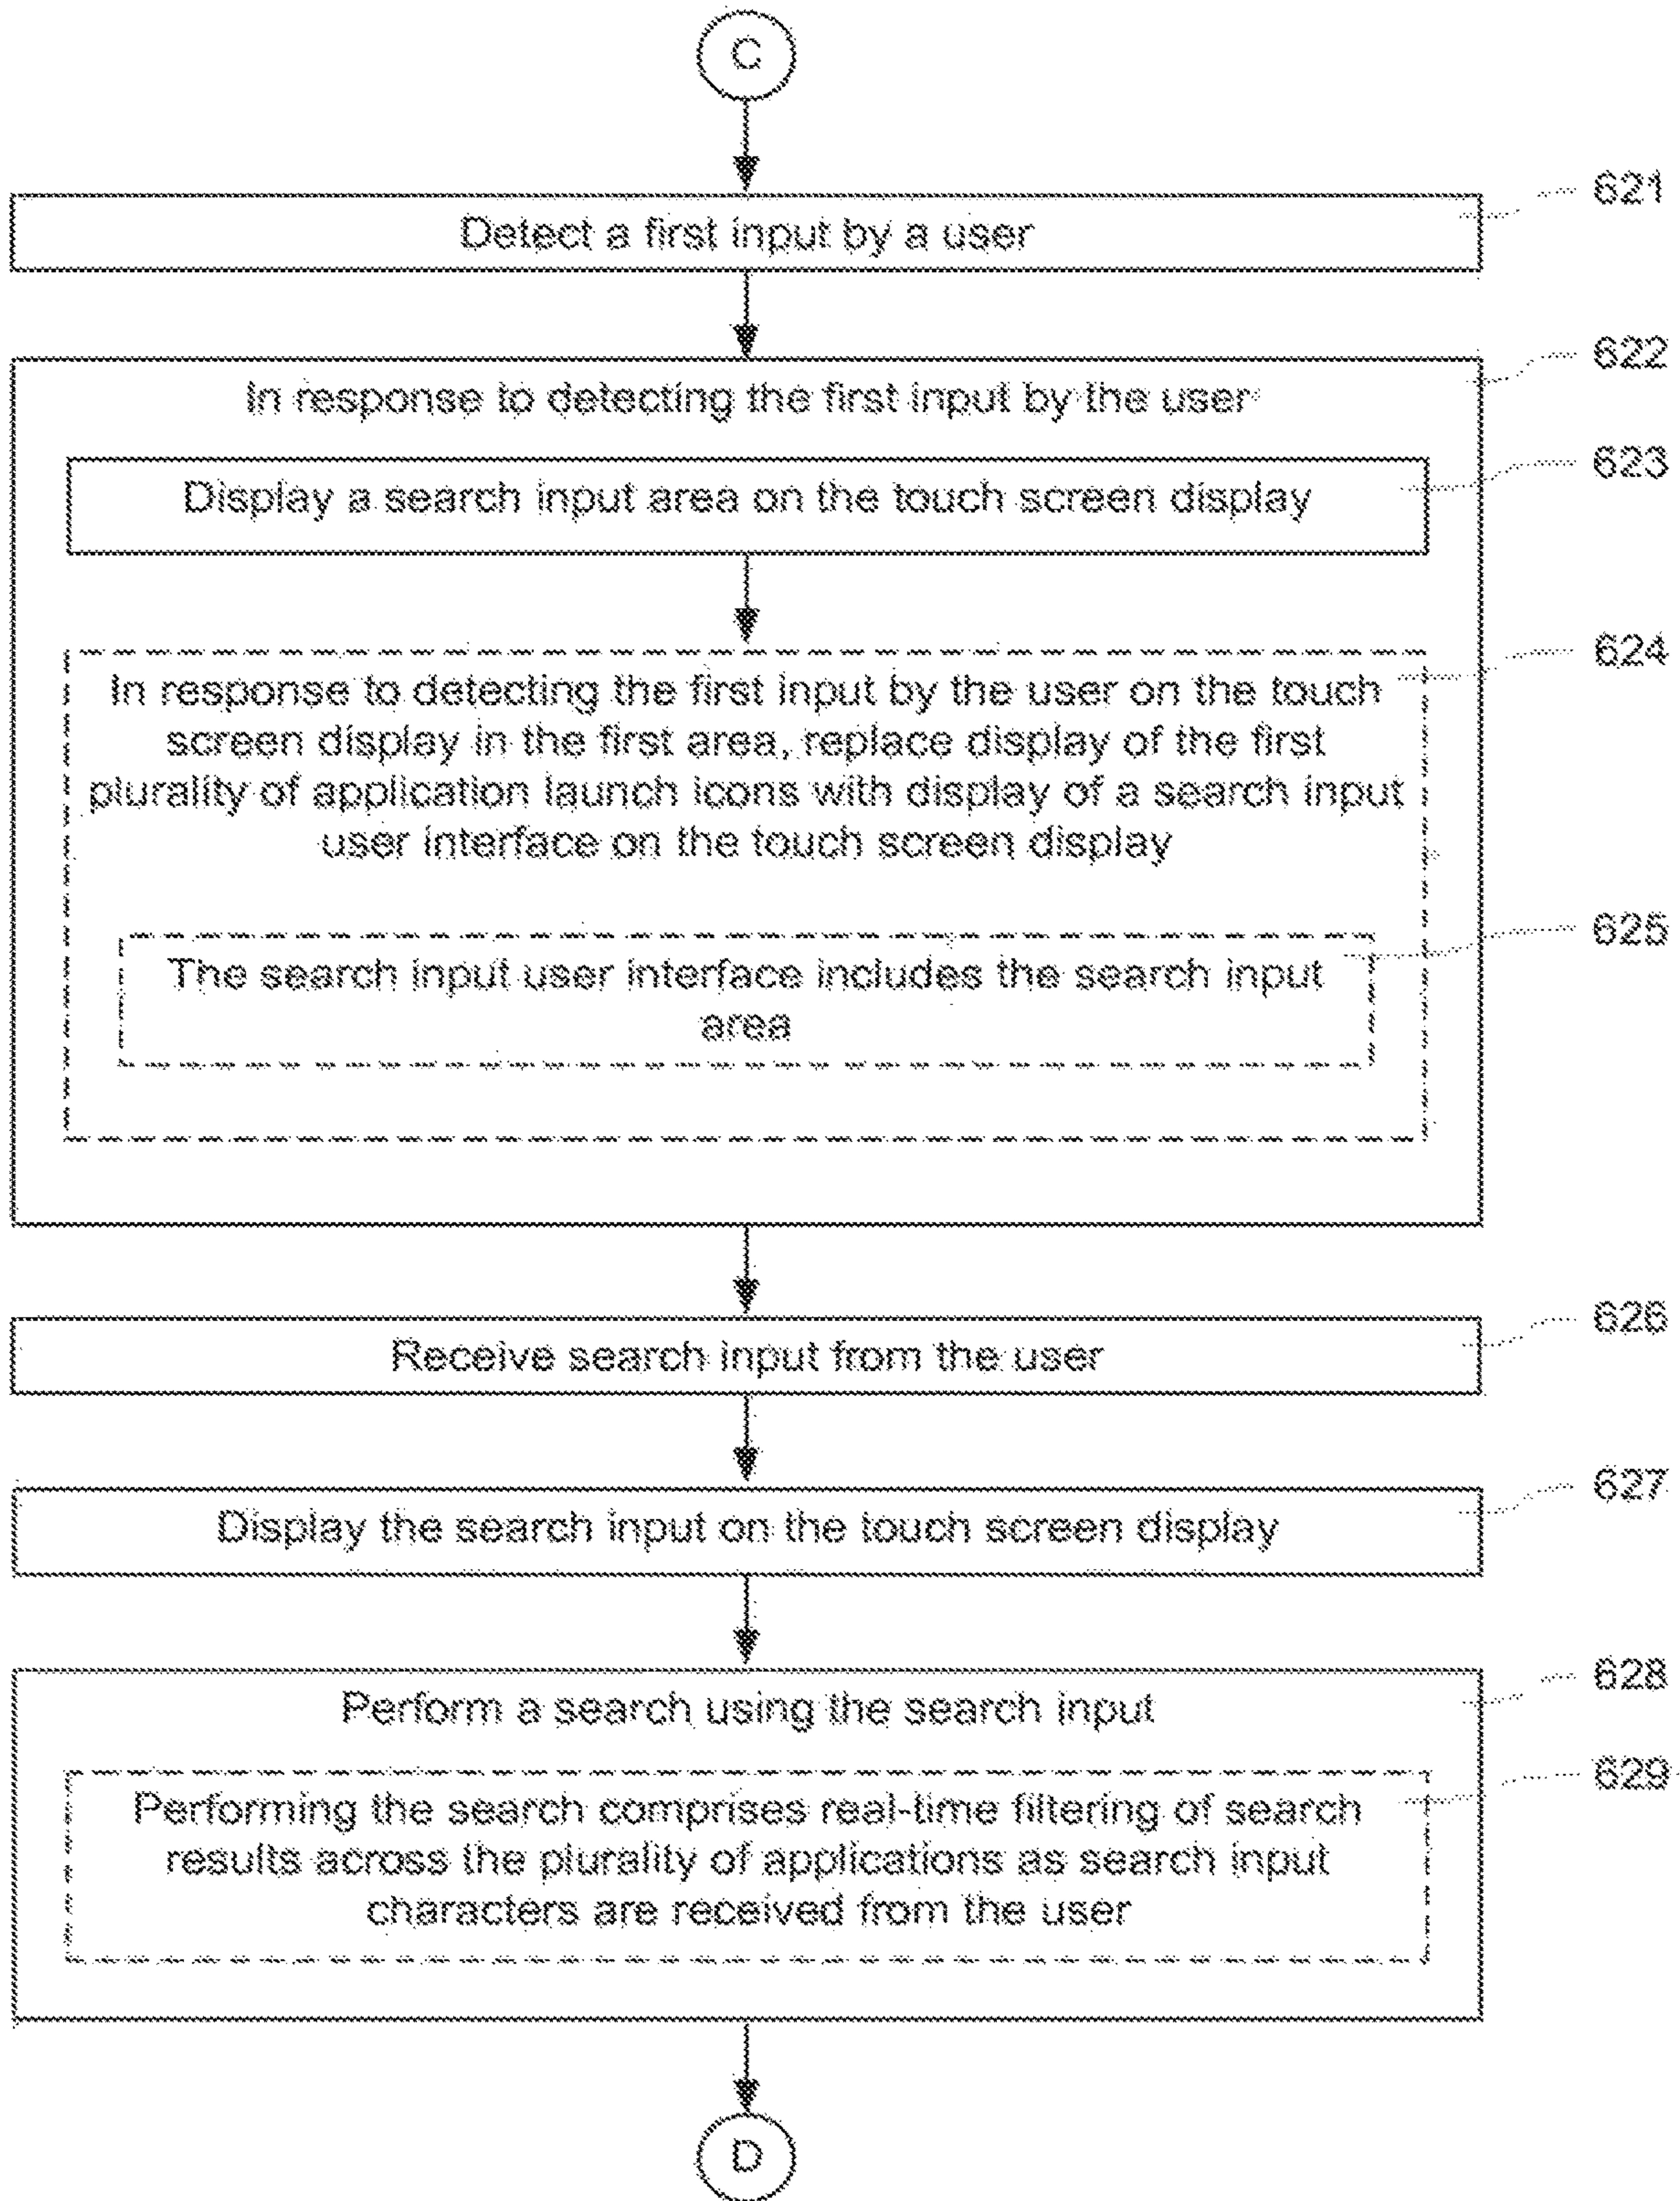 C
621
Detect a first input by a user
622
In response to detecting the first input by the user
623
Display a search input area on the touch screen display
624
In response to detecting the first input by the user on the touch
screen display in the first area, replace display of the first
plurality of application launch icons with display of a search input
user interface on the touch screen display
625
The search input user interface includes the search input
area
626
Receive search input from the user
627
Display the search input on the touch screen display
628
Perform a search using the search input
629
Performing the search comprises real-time filtering of search
results across the plurality of applications as search input
characters are received from the user
D